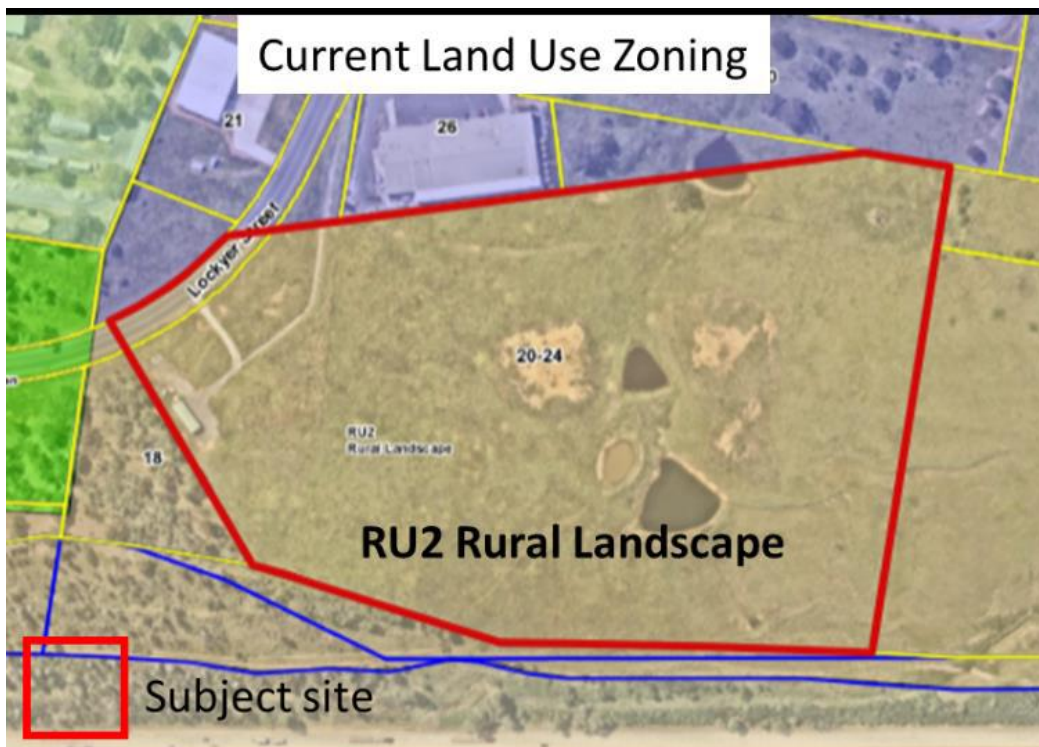 Current Land Use Zoning
21
26
Lockyer Street
20-24
RU2
Rural Landscape
18
RU2 Rural Landscape
Subject site